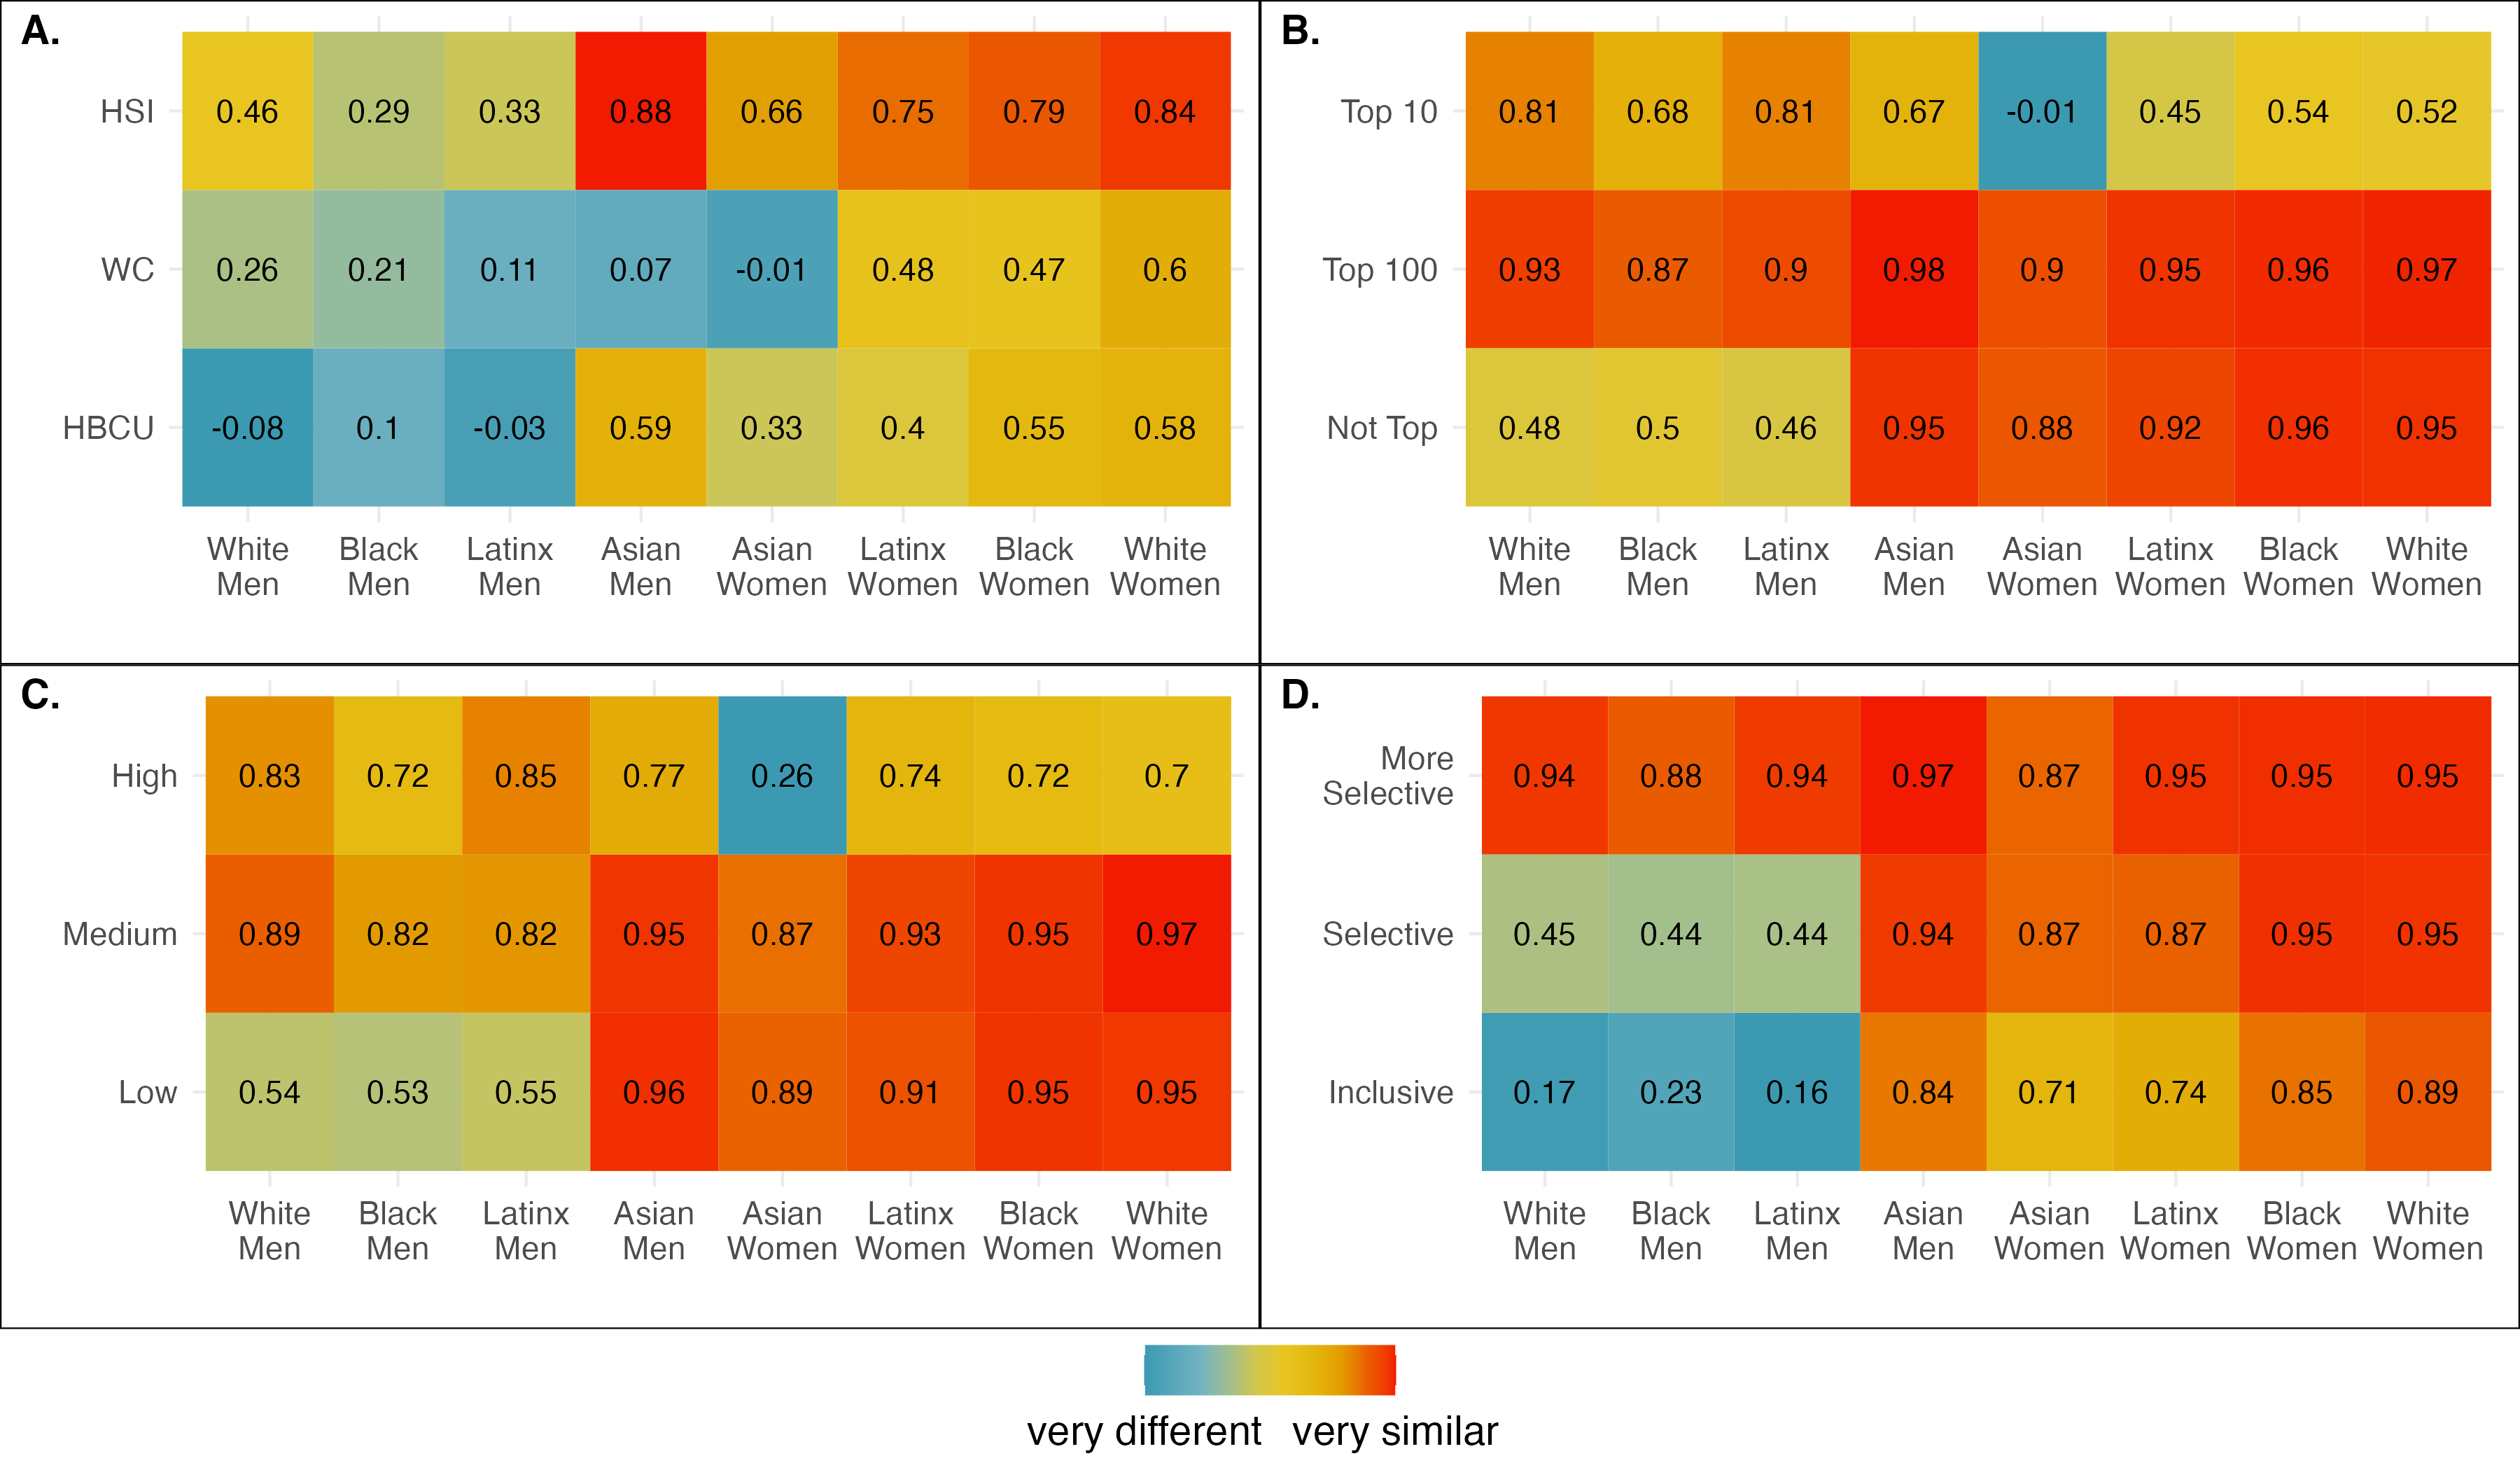 A.
HSI 0.46 0.29 0.33 0.88 0.66 0.75 0.79 0.84
WC 0.26 0.21 0.11 0.07 -0.01 0.48 0.47 0.6
HBCU -0.08 0.1 -0.03 0.59 0.33 0.4 0.55 0.58
White Black Latinx Asian Asian Latinx Black White
Men Men Men Men Women Women Women Women
B.
Top 10 0.81 0.68 0.81 0.67 -0.01 0.45 0.54 0.52
Top 100 0.93 0.87 0.9 0.98 0.9 0.95 0.96 0.97
Not Top 0.48 0.5 0.46 0.95 0.88 0.92 0.96 0.95
White Black Latinx Asian Asian Latinx Black White
Men Men Men Men Women Women Women Women
C.
High 0.83 0.72 0.85 0.77 0.26 0.74 0.72 0.7
Medium 0.89 0.82 0.82 0.95 0.87 0.93 0.95 0.97
Low 0.54 0.53 0.55 0.96 0.89 0.91 0.95 0.95
White Black Latinx Asian Asian Latinx Black White
Men Men Men Men Women Women Women Women
D.
More
Selective 0.94 0.88 0.94 0.97 0.87 0.95 0.95 0.95
Selective 0.45 0.44 0.44 0.94 0.87 0.87 0.95 0.95
Inclusive 0.17 0.23 0.16 0.84 0.71 0.74 0.85 0.89
White Black Latinx Asian Asian Latinx Black White
Men Men Men Men Women Women Women Women
very different very similar